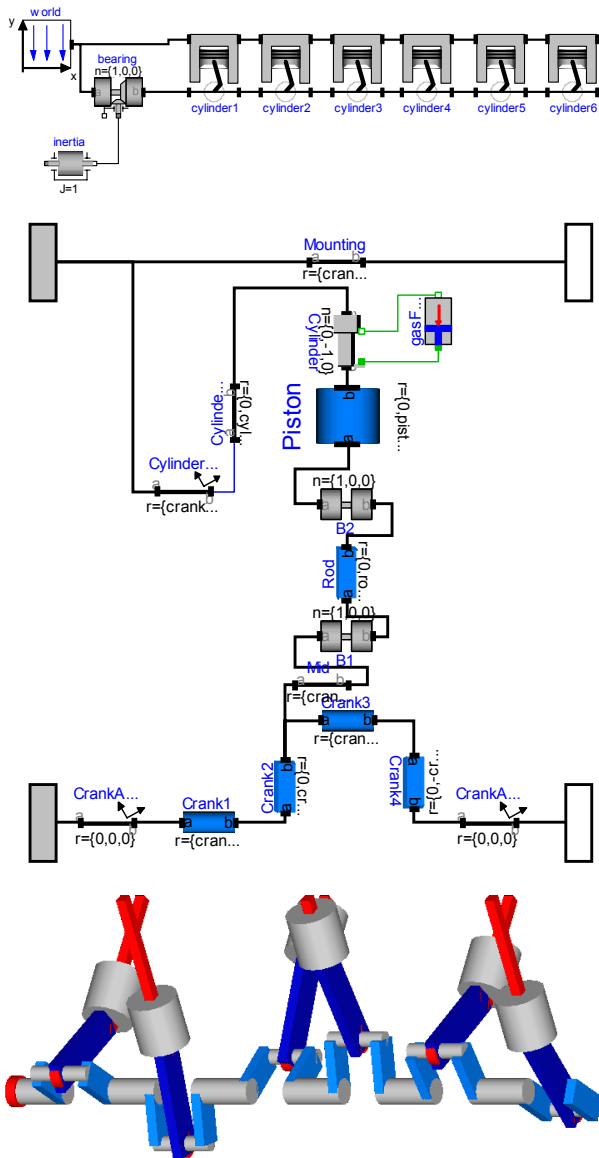 y
world
x
bearing
n={1,0,0}
a b
inertia
J=1
cylinder1 cylinder2 cylinder3 cylinder4 cylinder5 cylinder6
Mounting
a b
r={cran...
n={0,-1,0}
Cylinder
gasF...
b
Cylinde...
r={0,cyl...
b
a
Piston
r={0,pist...
b
a
Cylinder...
a b
r={crank...
n={1,0,0}
a b
B2
Rod
r={0,ro...
b
a
n={1,0,0}
a b
B1
Mid
a b
r={cran...
Crank3
a b
r={cran...
Crank2
r={0,cr...
b
a
Crank4
r={0,-cr...
a
b
CrankA...
a b
r={0,0,0}
Crank1
a b
r={cran...
CrankA...
a b
r={0,0,0}